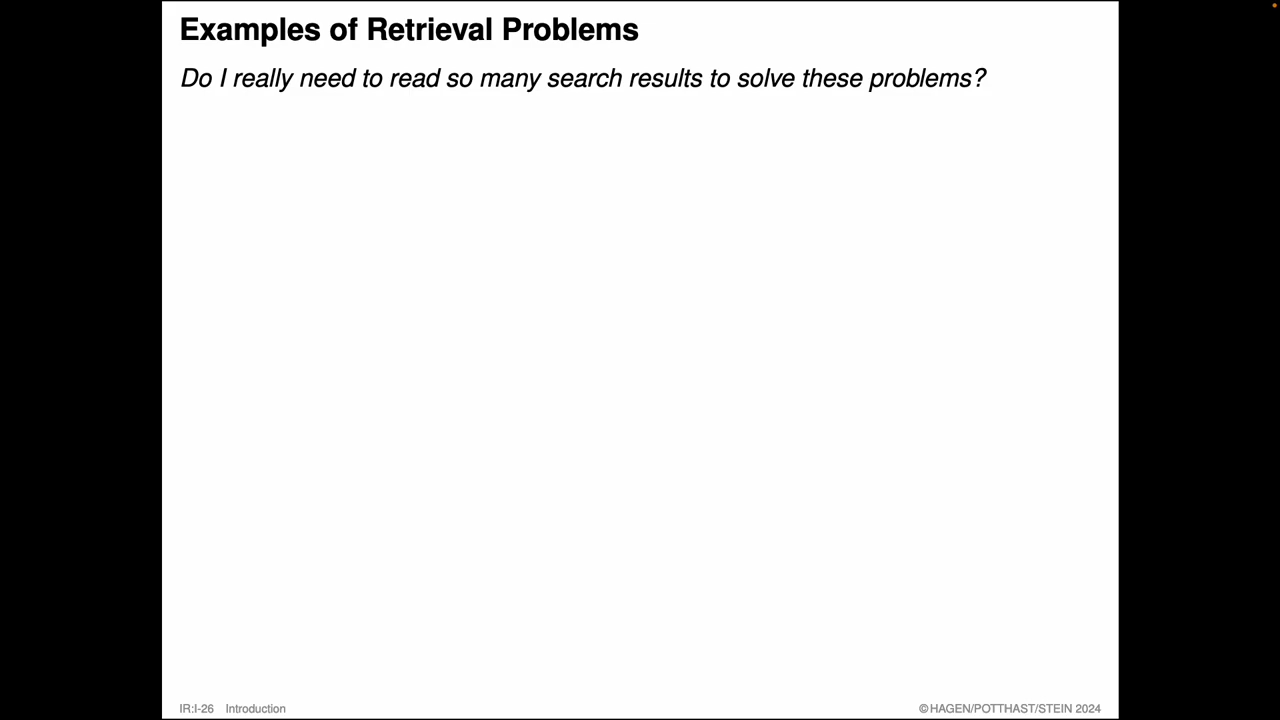 Examples of Retrieval Problems
Do I really need to read so many search results to solve these problems?
IR:I-26 Introduction
©HAGEN/POTTHAST/STEIN 2024